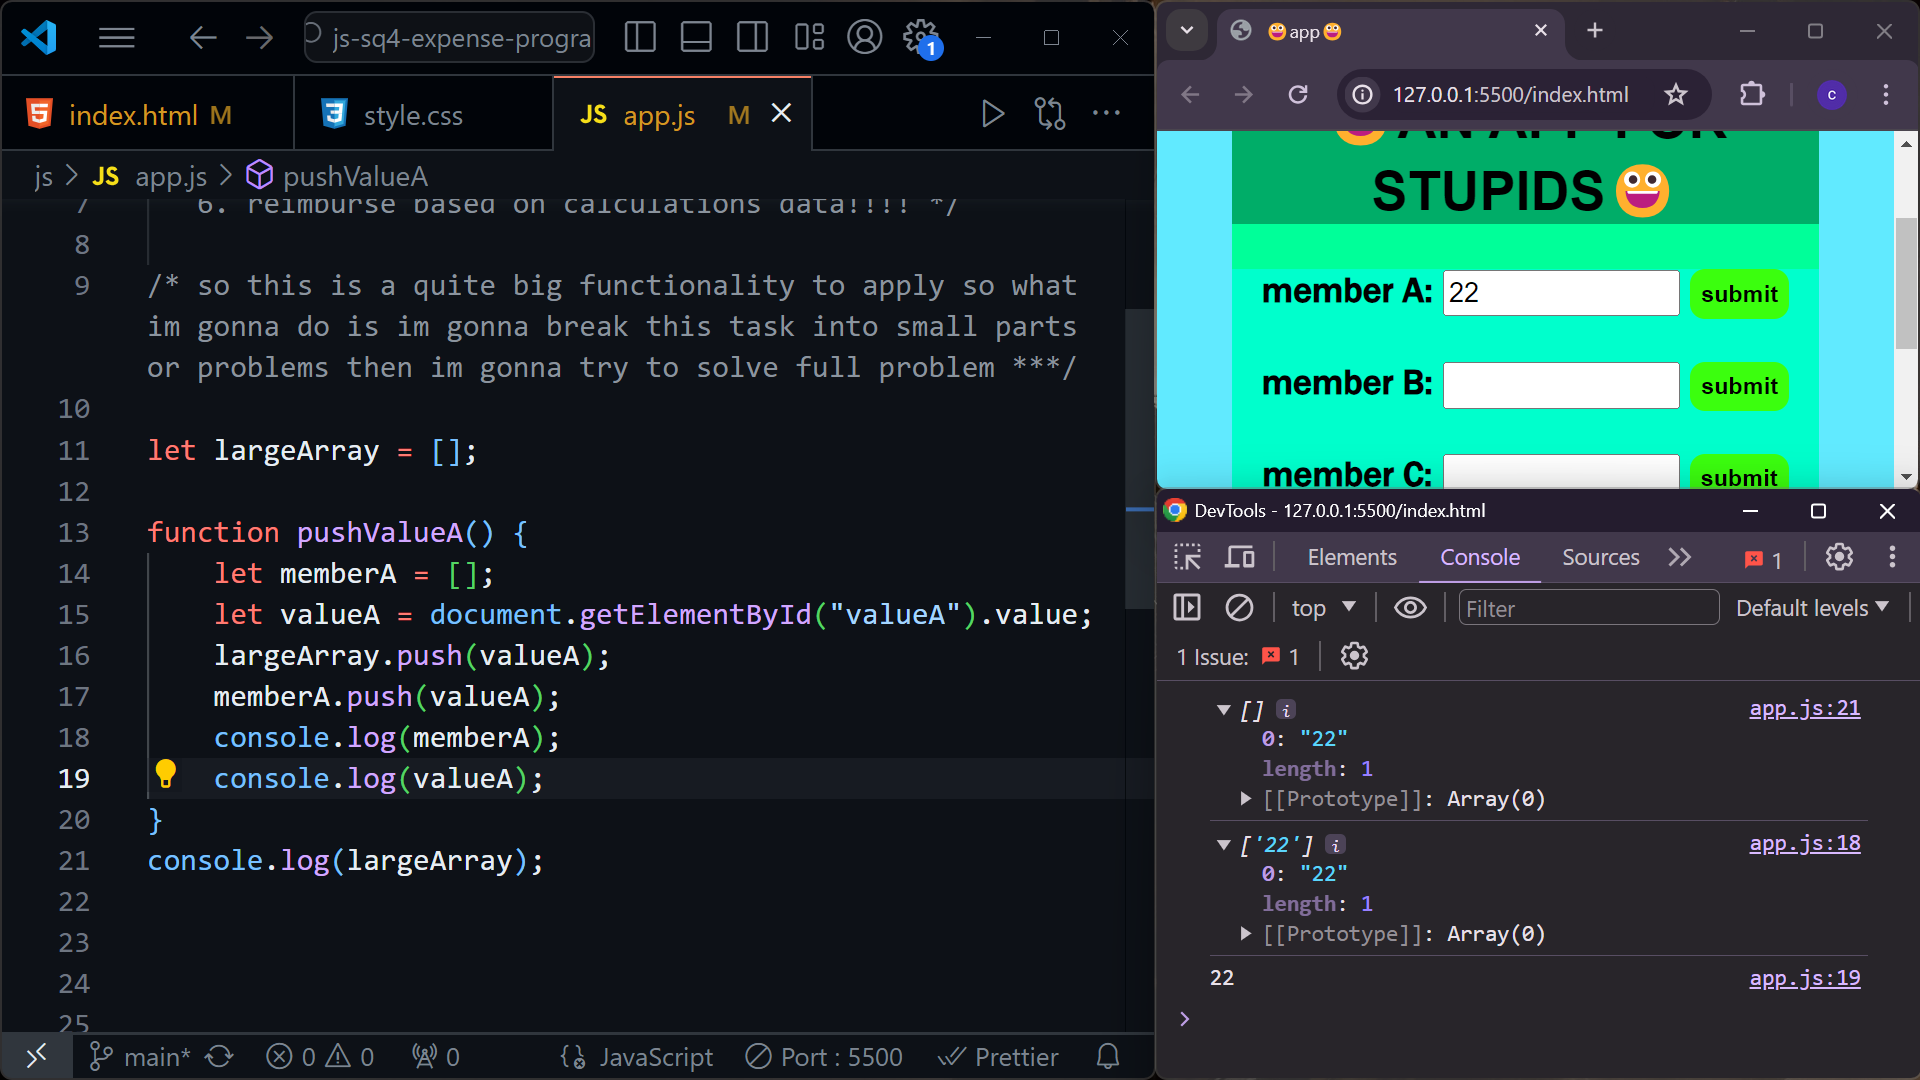 js-sq4-expense-progra
1
index.html M
style.css
JS app.js M
js > JS app.js > pushValueA
7 6. reimburse based on calculations data!!!! */
8
9 /* so this is a quite big functionality to apply so what
im gonna do is im gonna break this task into small parts
or problems then im gonna try to solve full problem ***/
10
11 let largeArray = [];
12
13 function pushValueA() {
14 let memberA = [];
15 let valueA = document.getElementById("valueA").value;
16 largeArray.push(valueA);
17 memberA.push(valueA);
18 console.log(memberA);
19 console.log(valueA);
20 }
21 console.log(largeArray);
22
23
24
25
main* 0 0 0 JavaScript Port : 5500 Prettier
😀app😀
127.0.0.1:5500/index.html
c
AN APP FOR
STUPIDS
member A: 22 submit
member B: submit
member C: submit
DevTools - 127.0.0.1:5500/index.html
Elements Console Sources 1
top Filter Default levels
1 Issue: 1
[] i app.js:21
0: "22"
length: 1
[[Prototype]]: Array(0)
['22'] i app.js:18
0: "22"
length: 1
[[Prototype]]: Array(0)
22 app.js:19